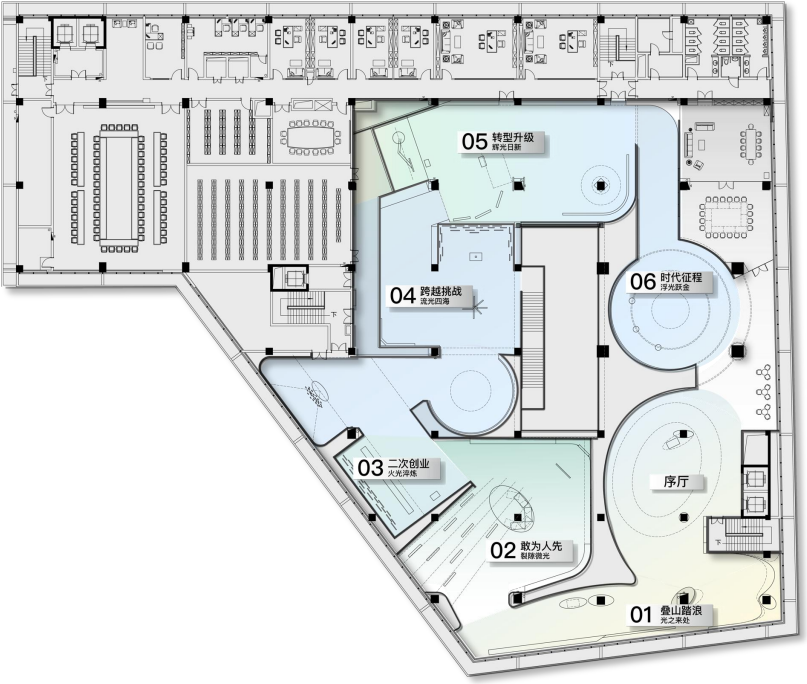 05 转型升级
辉光日新
06 时代征程
浮光跃金
04 跨越挑战
流光四海
下
03 二次创业
火光淬炼
序厅
02 敢为人先
裂隙微光
下
01 叠山踏浪
光之来处